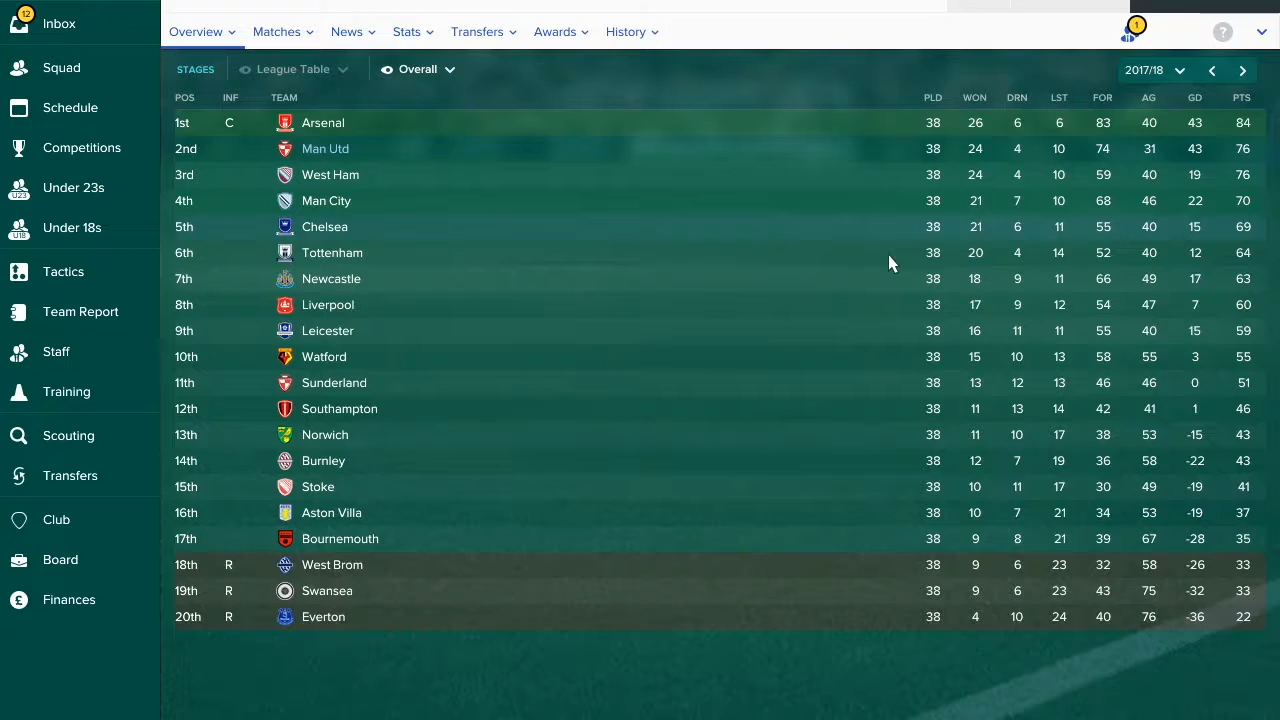 12
Inbox
Squad
Schedule
Competitions
U23
Under 23s
U18
Under 18s
Tactics
Team Report
Staff
Training
Scouting
Transfers
Club
Board
£
Finances
Overview Matches News Stats Transfers Awards History 1 ?
STAGES League Table Overall 2017/18
POS INF TEAM PLD WON DRN LST FOR AG GD PTS
1st C Arsenal 38 26 6 6 83 40 43 84
2nd Man Utd 38 24 4 10 74 31 43 76
3rd West Ham 38 24 4 10 59 40 19 76
4th Man City 38 21 7 10 68 46 22 70
5th Chelsea 38 21 6 11 55 40 15 69
6th Tottenham 38 20 4 14 52 40 12 64
7th Newcastle 38 18 9 11 66 49 17 63
8th Liverpool 38 17 9 12 54 47 7 60
9th Leicester 38 16 11 11 55 40 15 59
10th Watford 38 15 10 13 58 55 3 55
11th Sunderland 38 13 12 13 46 46 0 51
12th Southampton 38 11 13 14 42 41 1 46
13th Norwich 38 11 10 17 38 53 -15 43
14th Burnley 38 12 7 19 36 58 -22 43
15th Stoke 38 10 11 17 30 49 -19 41
16th Aston Villa 38 10 7 21 34 53 -19 37
17th Bournemouth 38 9 8 21 39 67 -28 35
18th R West Brom 38 9 6 23 32 58 -26 33
19th R Swansea 38 9 6 23 43 75 -32 33
20th R Everton 38 4 10 24 40 76 -36 22